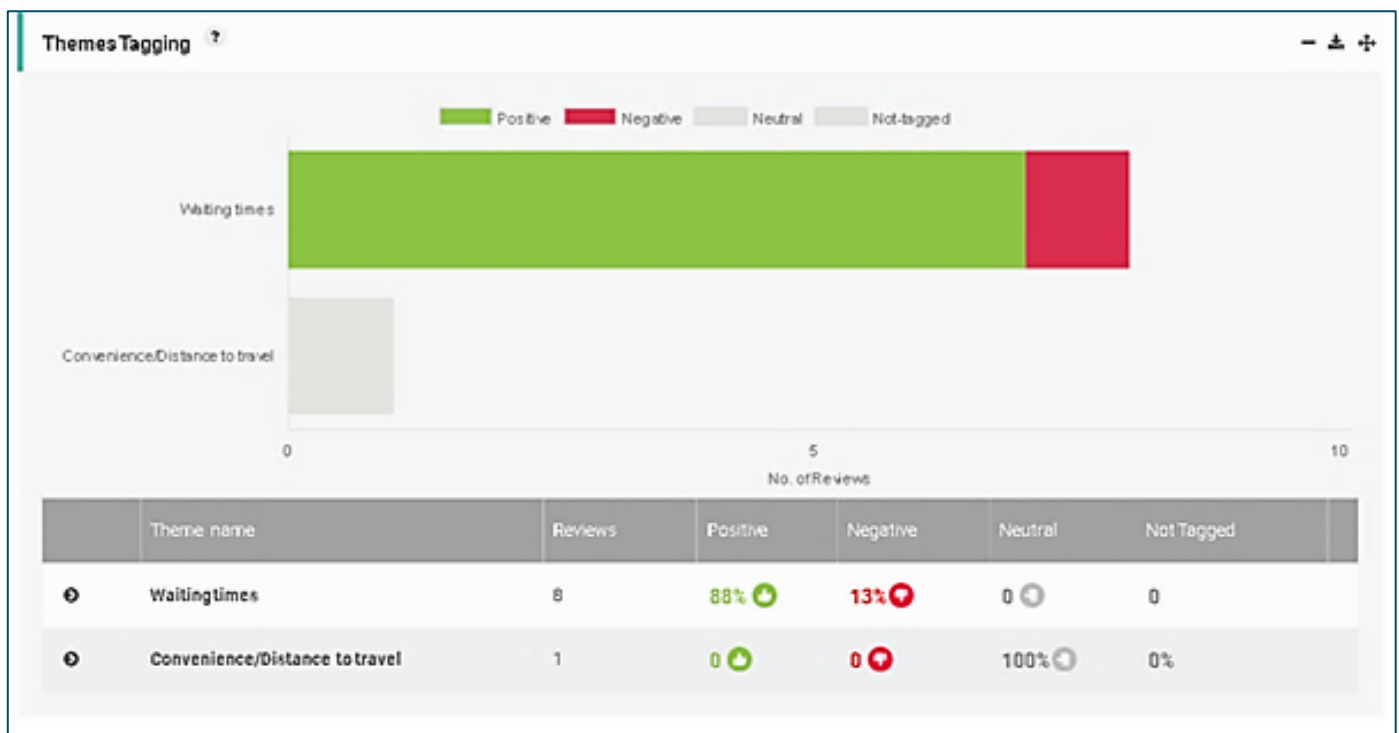 Themes Tagging ?
Positive Negative Neutral Not-tagged
Waiting times
Convenience/Distance to travel
0 5 10
No. of Reviews
Theme name Reviews Positive Negative Neutral Not Tagged
Waiting times 8 88% 13% 0 0
Convenience/Distance to travel 1 0 0 100% 0%